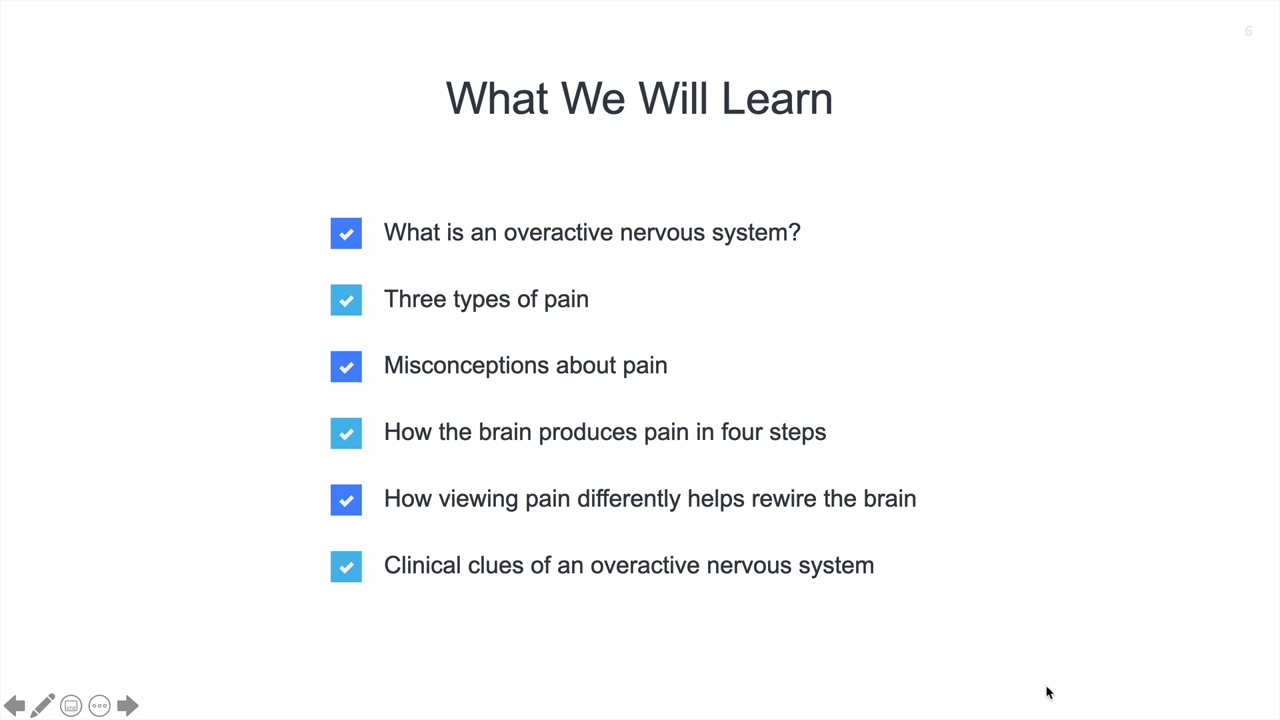 6
What We Will Learn
What is an overactive nervous system?
Three types of pain
Misconceptions about pain
How the brain produces pain in four steps
How viewing pain differently helps rewire the brain
Clinical clues of an overactive nervous system